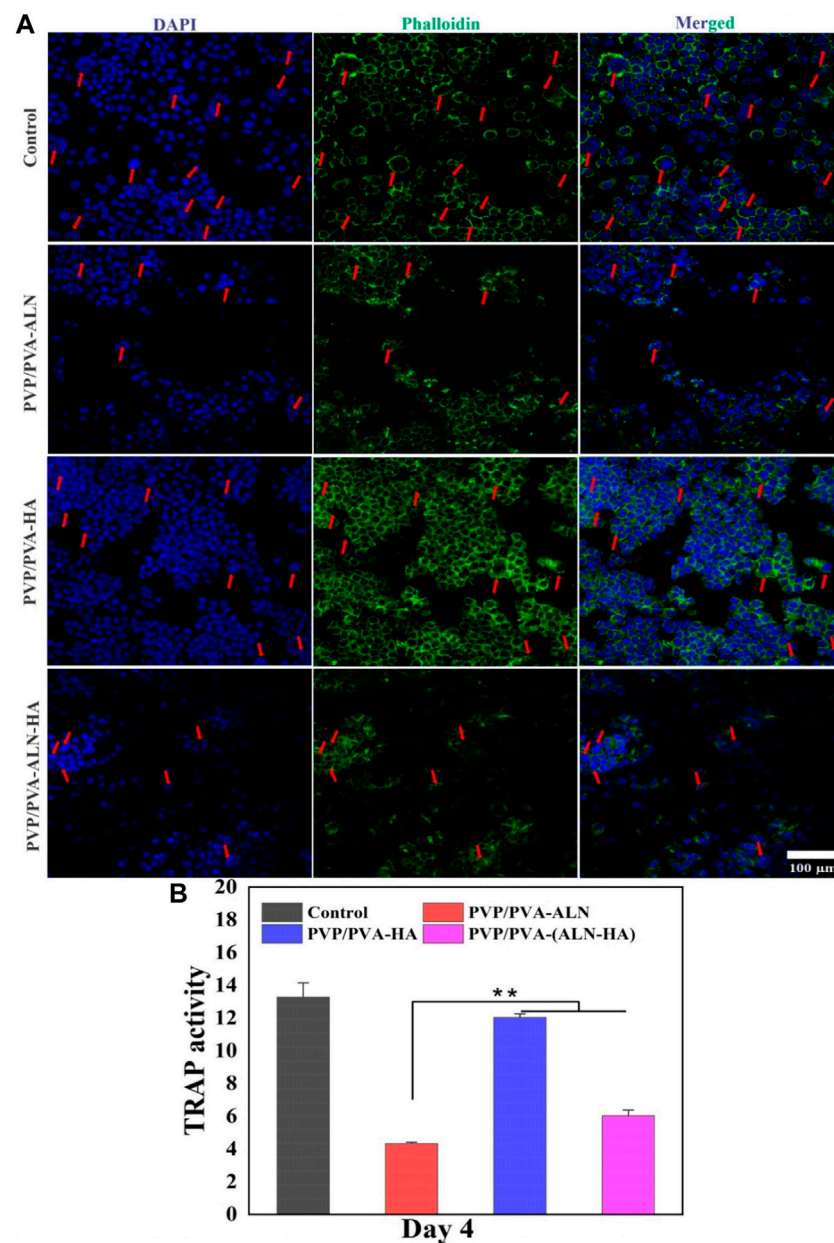 A
DAPI
Phalloidin
Merged
Control
PVP/PVA-ALN
PVP/PVA-HA
PVP/PVA-ALN-HA
100 μm
B
20
18
16
14
12
10
8
6
4
2
0
TRAP activity
Control
PVP/PVA-ALN
PVP/PVA-HA
PVP/PVA-(ALN-HA)
**
Day 4